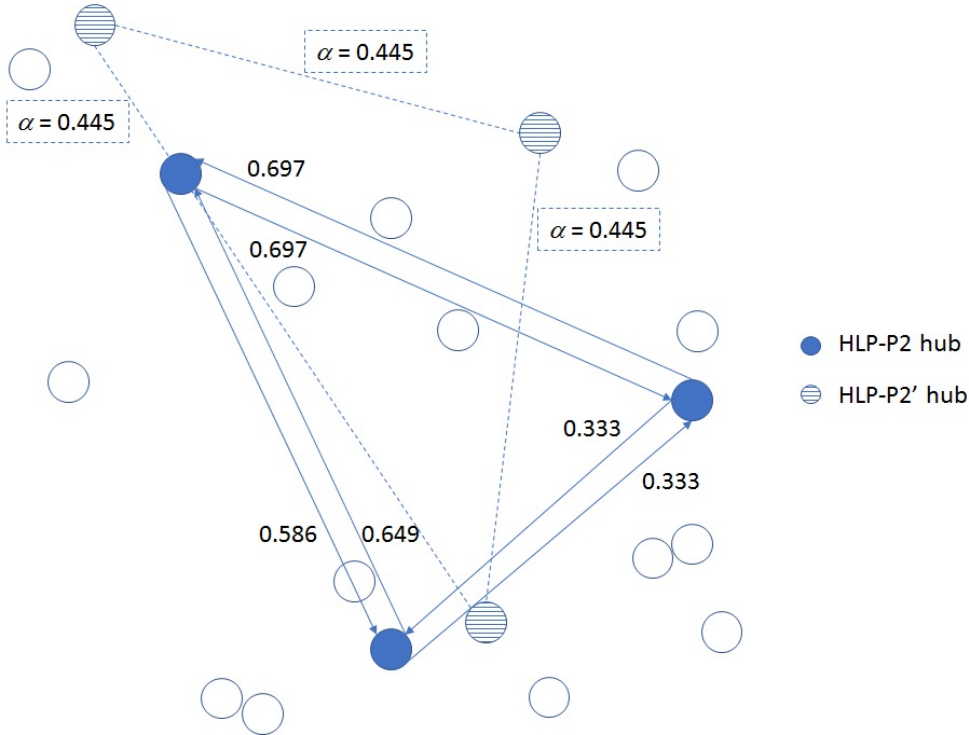 α = 0.445
α = 0.445
0.697
α = 0.445
0.697
HLP-P2 hub
HLP-P2’ hub
0.333
0.333
0.586
0.649